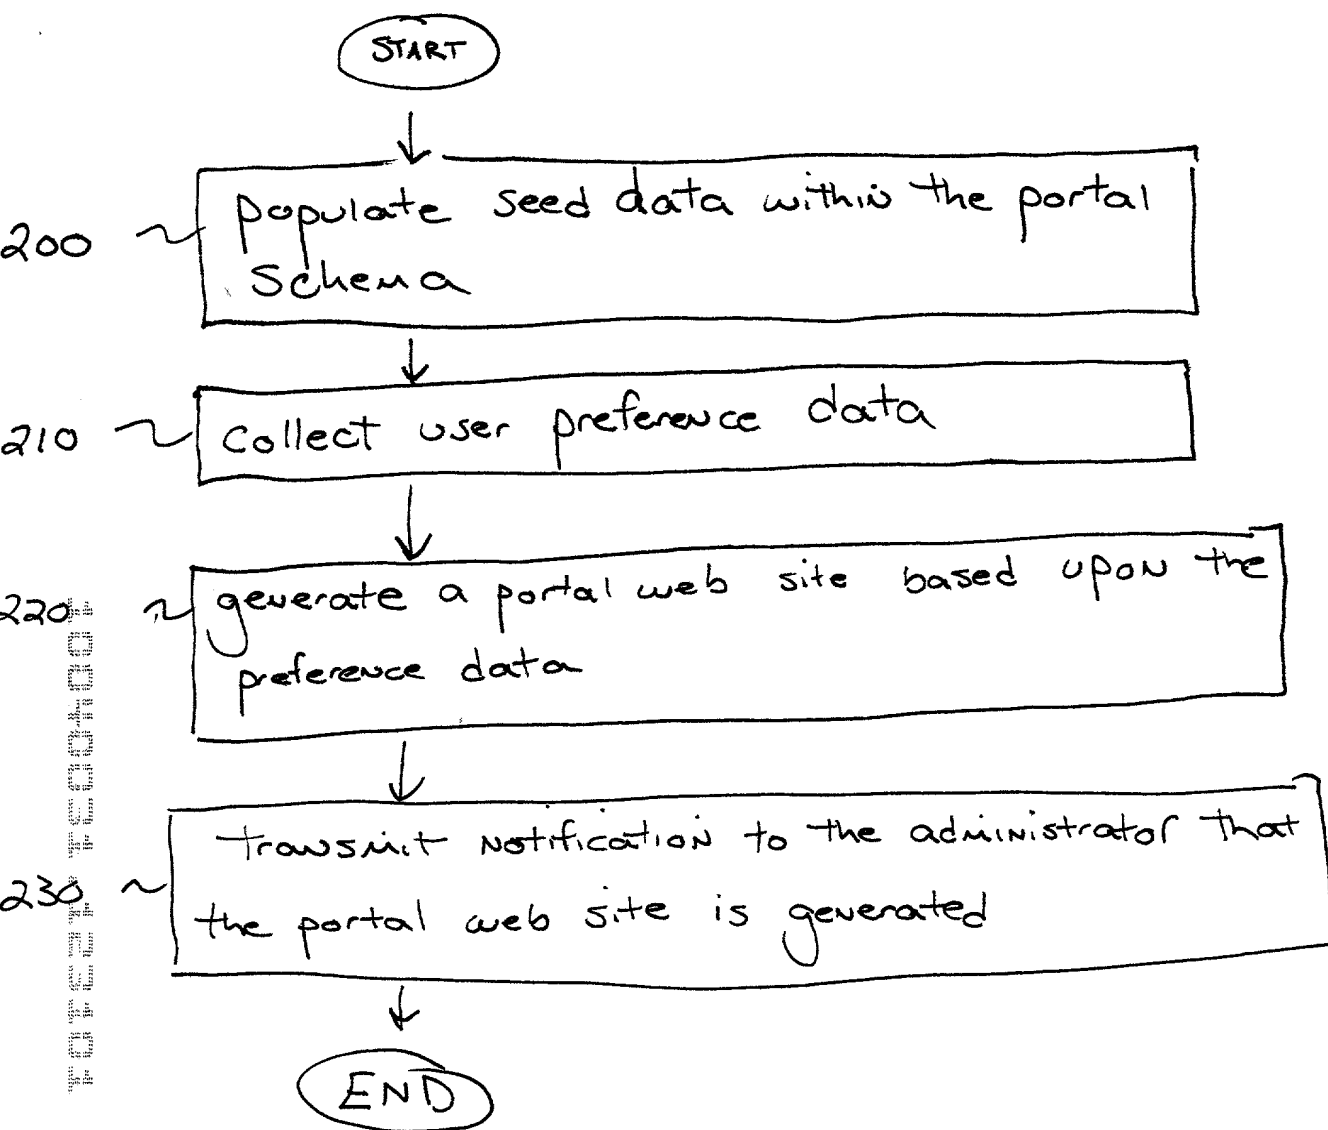 START
200
populate seed data within the portal
schema
210
collect user preference data
220
generate a portal web site based upon the
preference data
230
transmit notification to the administrator that
the portal web site is generated
END